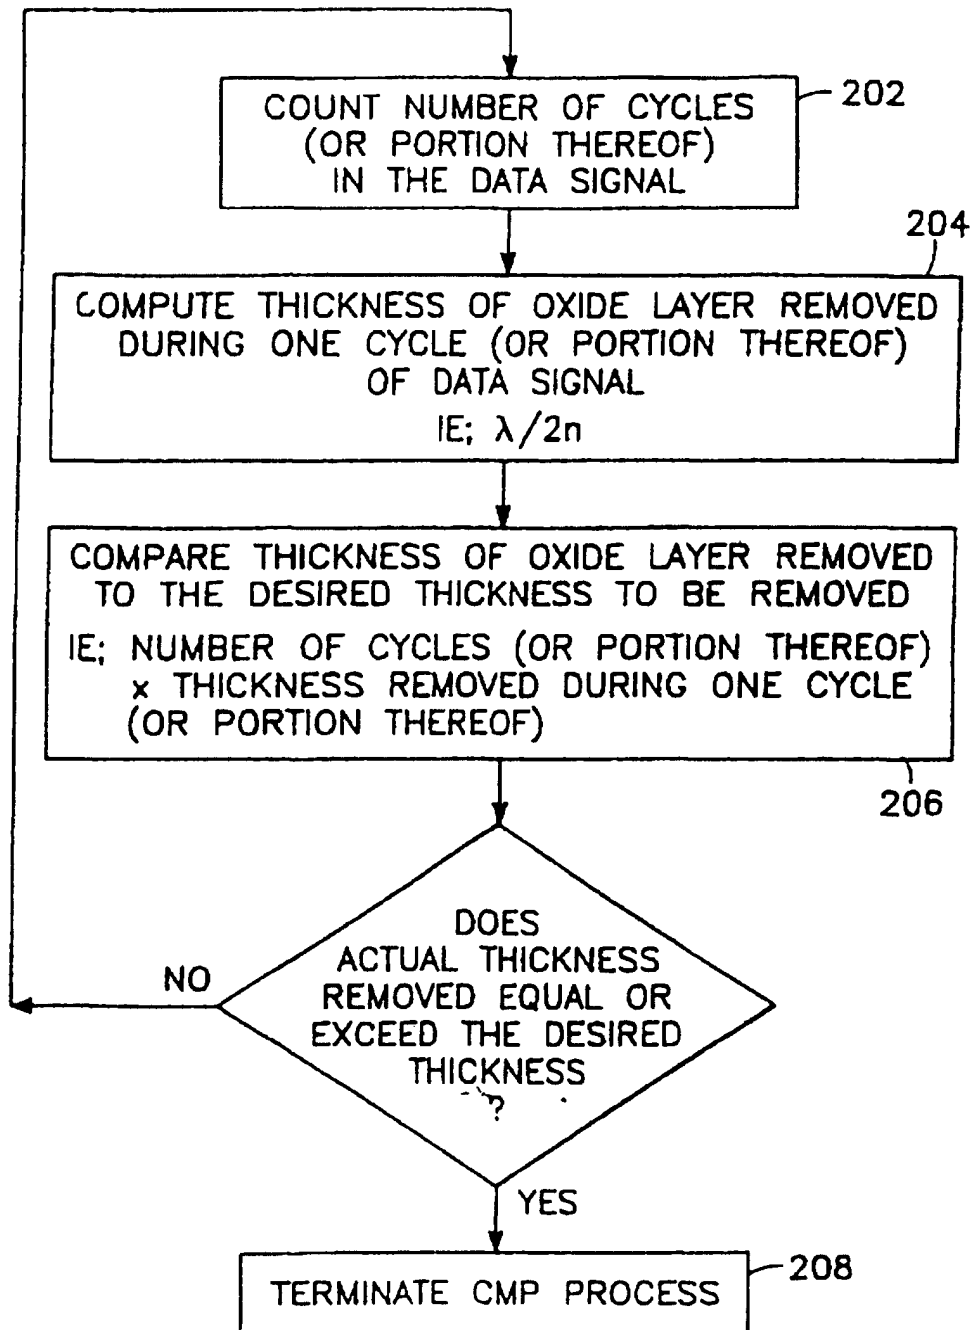 COUNT NUMBER OF CYCLES
(OR PORTION THEREOF)
IN THE DATA SIGNAL
202
204
COMPUTE THICKNESS OF OXIDE LAYER REMOVED
DURING ONE CYCLE (OR PORTION THEREOF)
OF DATA SIGNAL
IE; λ/2n
COMPARE THICKNESS OF OXIDE LAYER REMOVED
TO THE DESIRED THICKNESS TO BE REMOVED
IE; NUMBER OF CYCLES (OR PORTION THEREOF)
x THICKNESS REMOVED DURING ONE CYCLE
(OR PORTION THEREOF)
206
DOES
ACTUAL THICKNESS
REMOVED EQUAL OR
EXCEED THE DESIRED
THICKNESS
?
NO
YES
TERMINATE CMP PROCESS
208